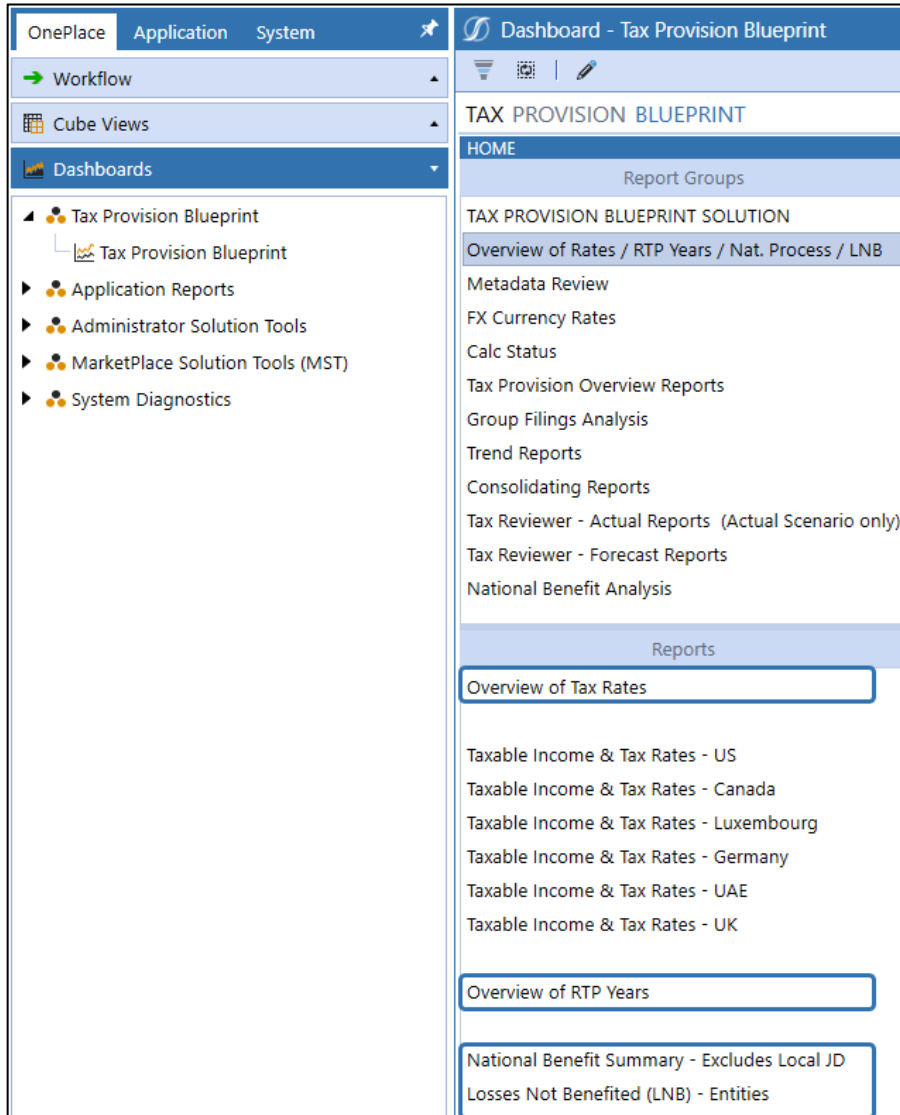 OnePlace Application System
Workflow
Cube Views
Dashboards
Tax Provision Blueprint
Tax Provision Blueprint
Application Reports
Administrator Solution Tools
MarketPlace Solution Tools (MST)
System Diagnostics
Dashboard - Tax Provision Blueprint
TAX PROVISION BLUEPRINT
HOME
Report Groups
TAX PROVISION BLUEPRINT SOLUTION
Overview of Rates / RTP Years / Nat. Process / LNB
Metadata Review
FX Currency Rates
Calc Status
Tax Provision Overview Reports
Group Filings Analysis
Trend Reports
Consolidating Reports
Tax Reviewer - Actual Reports (Actual Scenario only)
Tax Reviewer - Forecast Reports
National Benefit Analysis
Reports
Overview of Tax Rates
Taxable Income & Tax Rates - US
Taxable Income & Tax Rates - Canada
Taxable Income & Tax Rates - Luxembourg
Taxable Income & Tax Rates - Germany
Taxable Income & Tax Rates - UAE
Taxable Income & Tax Rates - UK
Overview of RTP Years
National Benefit Summary - Excludes Local JD
Losses Not Benefited (LNB) - Entities